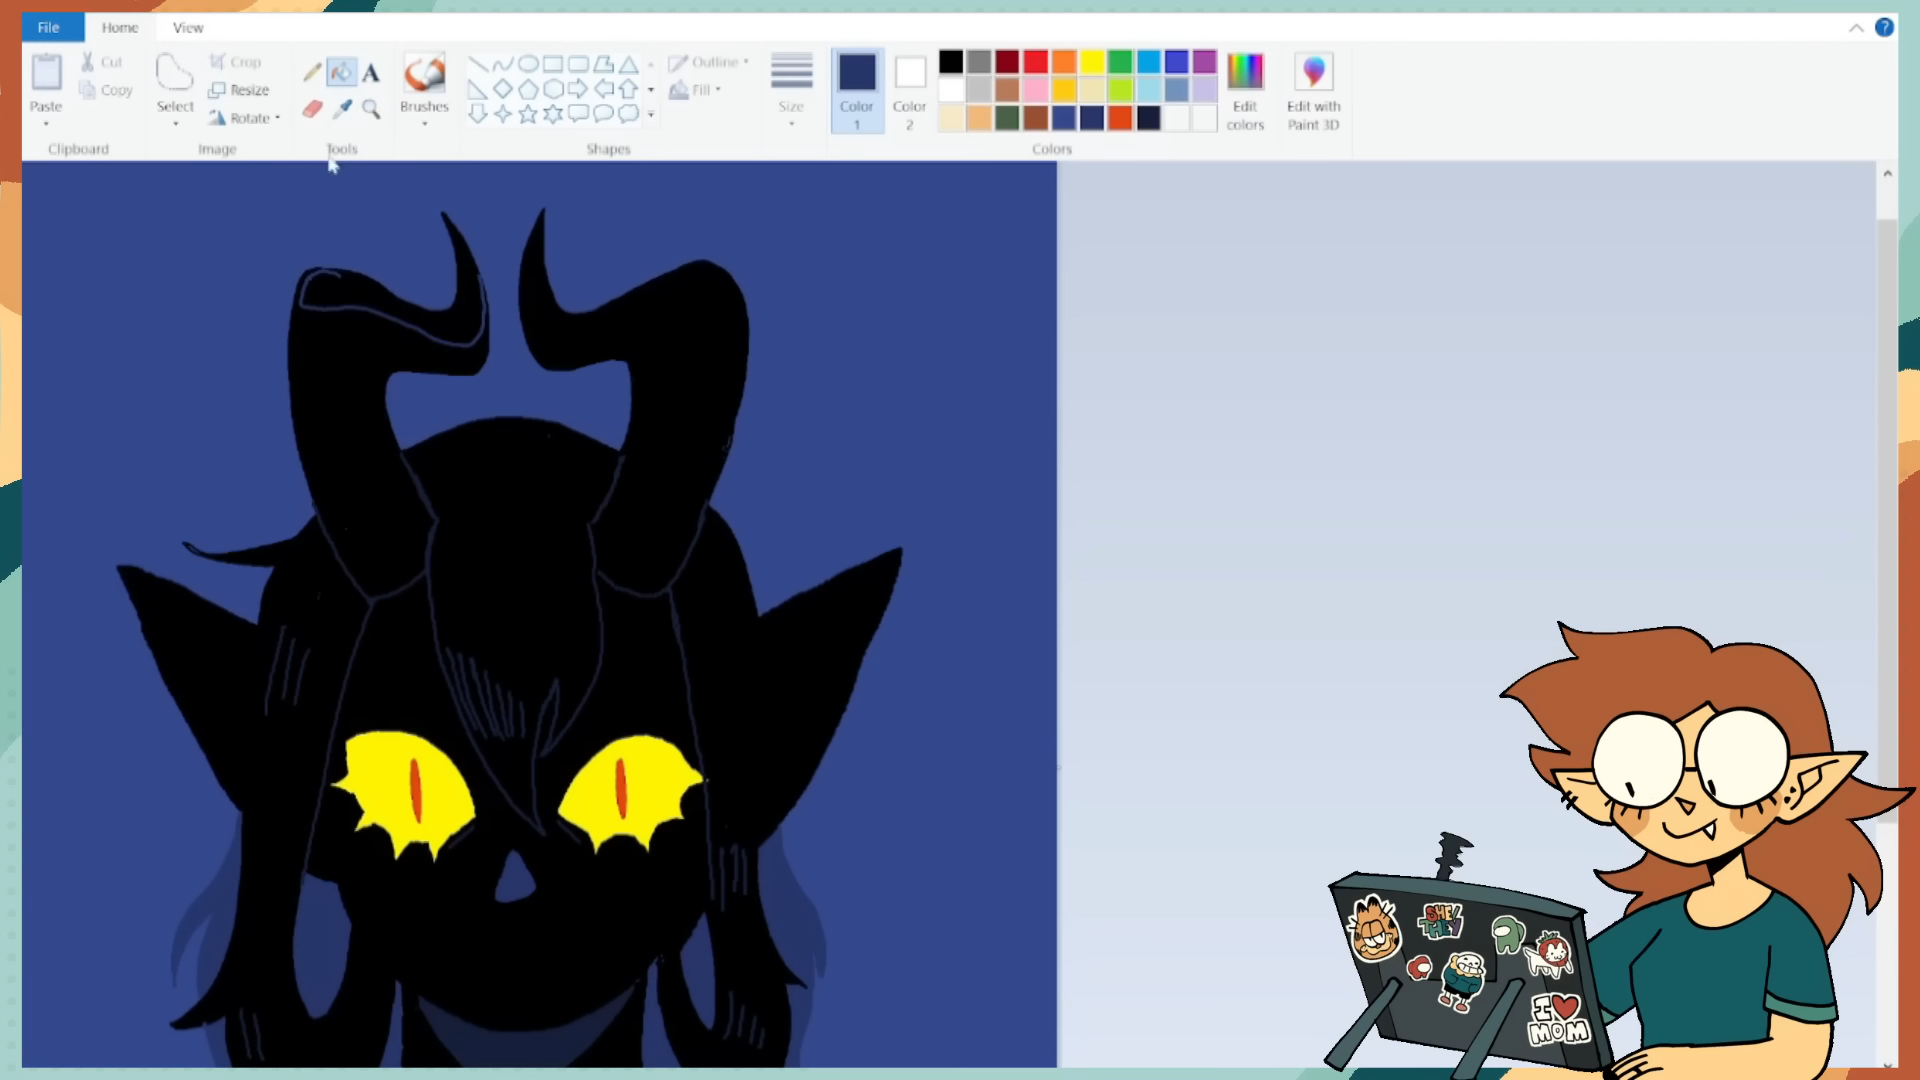 File Home View
Paste
Cut
Copy
Clipboard
Select
Crop
Resize
Rotate
Image
A
Tools
Brushes
Shapes
Outline
Fill
Size
Color
1
Color
2
Colors
Edit
colors
Edit with
Paint 3D
?
SHE/
THEY
I
MOM